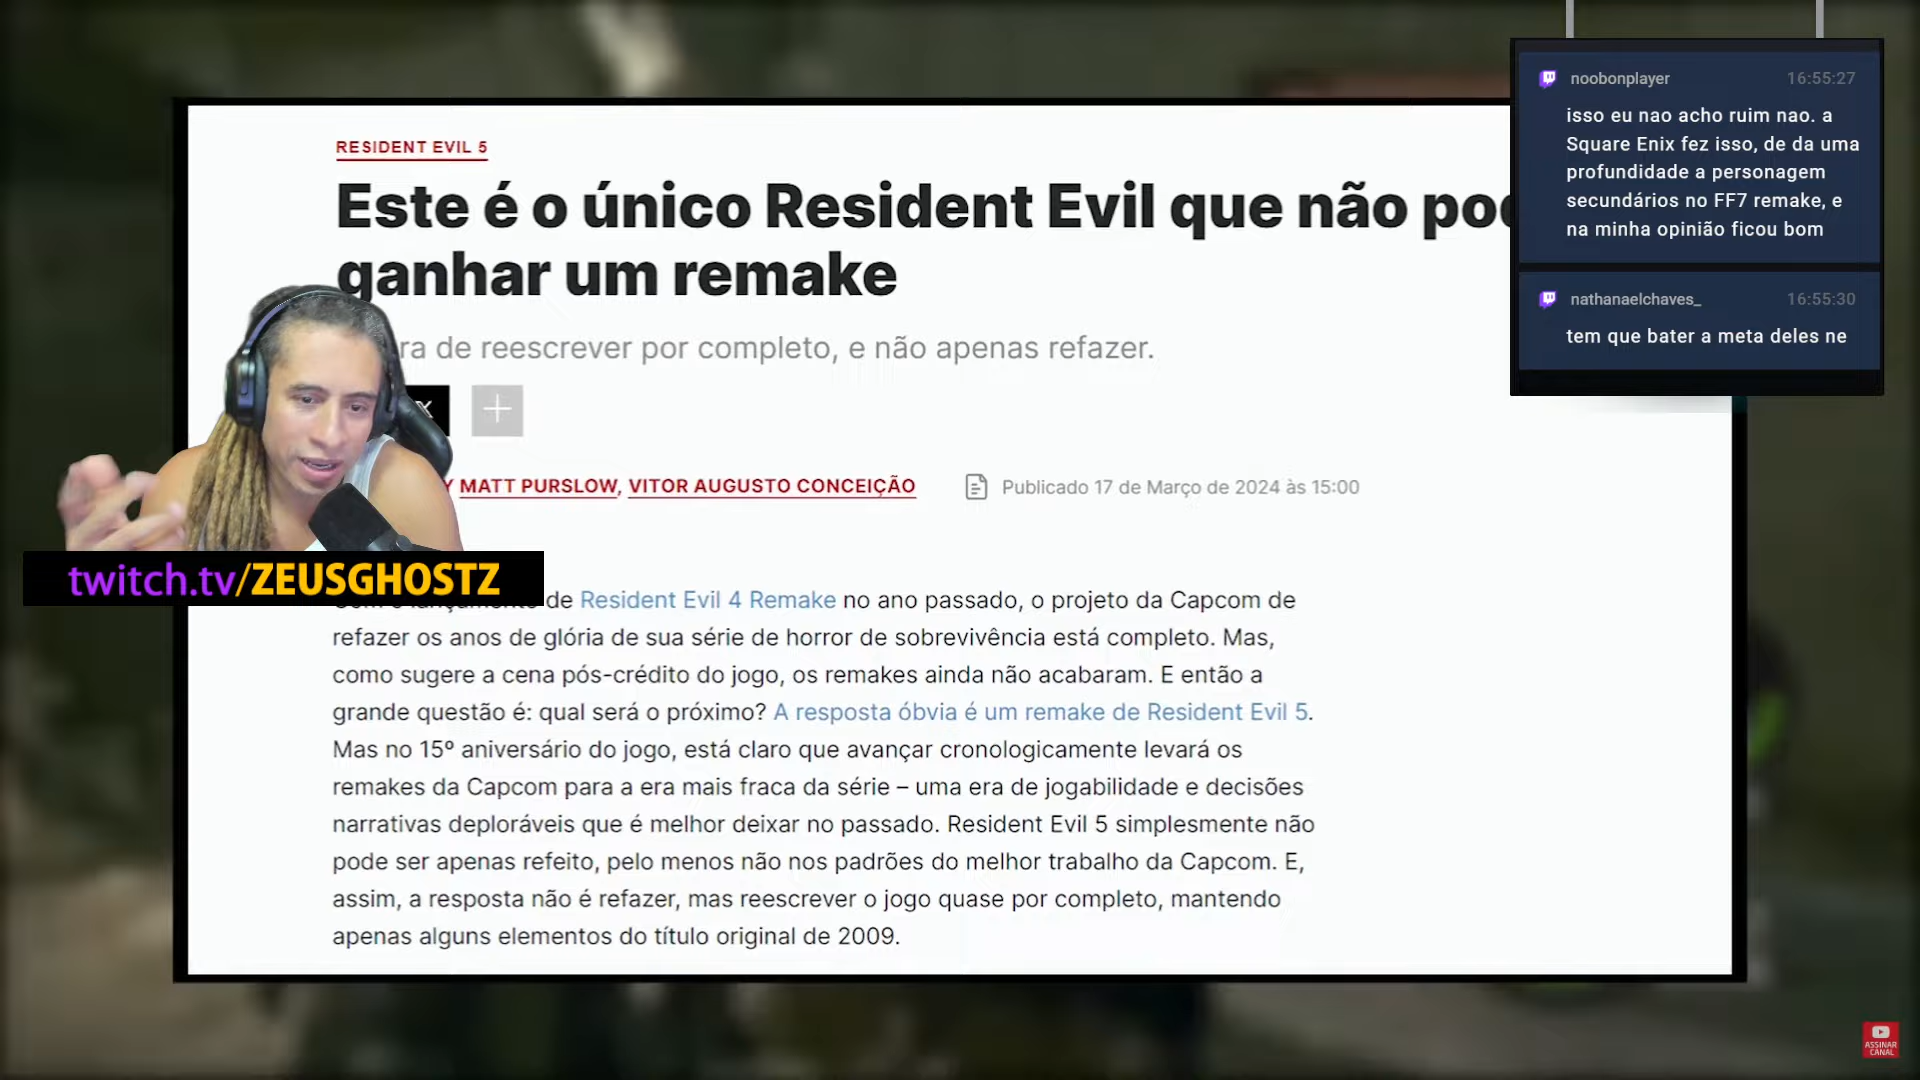 RESIDENT EVIL 5
Este é o único Resident Evil que não
ganhar um remake
de reescrever por completo, e não apenas refazer.
MATT PURSLOW, VITOR AUGUSTO CONCEIÇÃO
Publicado 17 de Março de 2024 às 15:00
twitch.tv/ZEUSGHOSTZ
de Resident Evil 4 Remake no ano passado, o projeto da Capcom de
refazer os anos de glória de sua série de horror de sobrevivência está completo. Mas,
como sugere a cena pós-crédito do jogo, os remakes ainda não acabaram. E então a
grande questão é: qual será o próximo? A resposta óbvia é um remake de Resident Evil 5.
Mas no 15º aniversário do jogo, está claro que avançar cronologicamente levará os
remakes da Capcom para a era mais fraca da série – uma era de jogabilidade e decisões
narrativas deploráveis que é melhor deixar no passado. Resident Evil 5 simplesmente não
pode ser apenas refeito, pelo menos não nos padrões do melhor trabalho da Capcom. E,
assim, a resposta não é refazer, mas reescrever o jogo quase por completo, mantendo
apenas alguns elementos do título original de 2009.
noobonplayer 16:55:27
isso eu nao acho ruim nao. a
Square Enix fez isso, de da uma
profundidade a personagem
secundários no FF7 remake, e
na minha opinião ficou bom
nathanaelchaves_ 16:55:30
tem que bater a meta deles ne
ASSINAR
CANAL